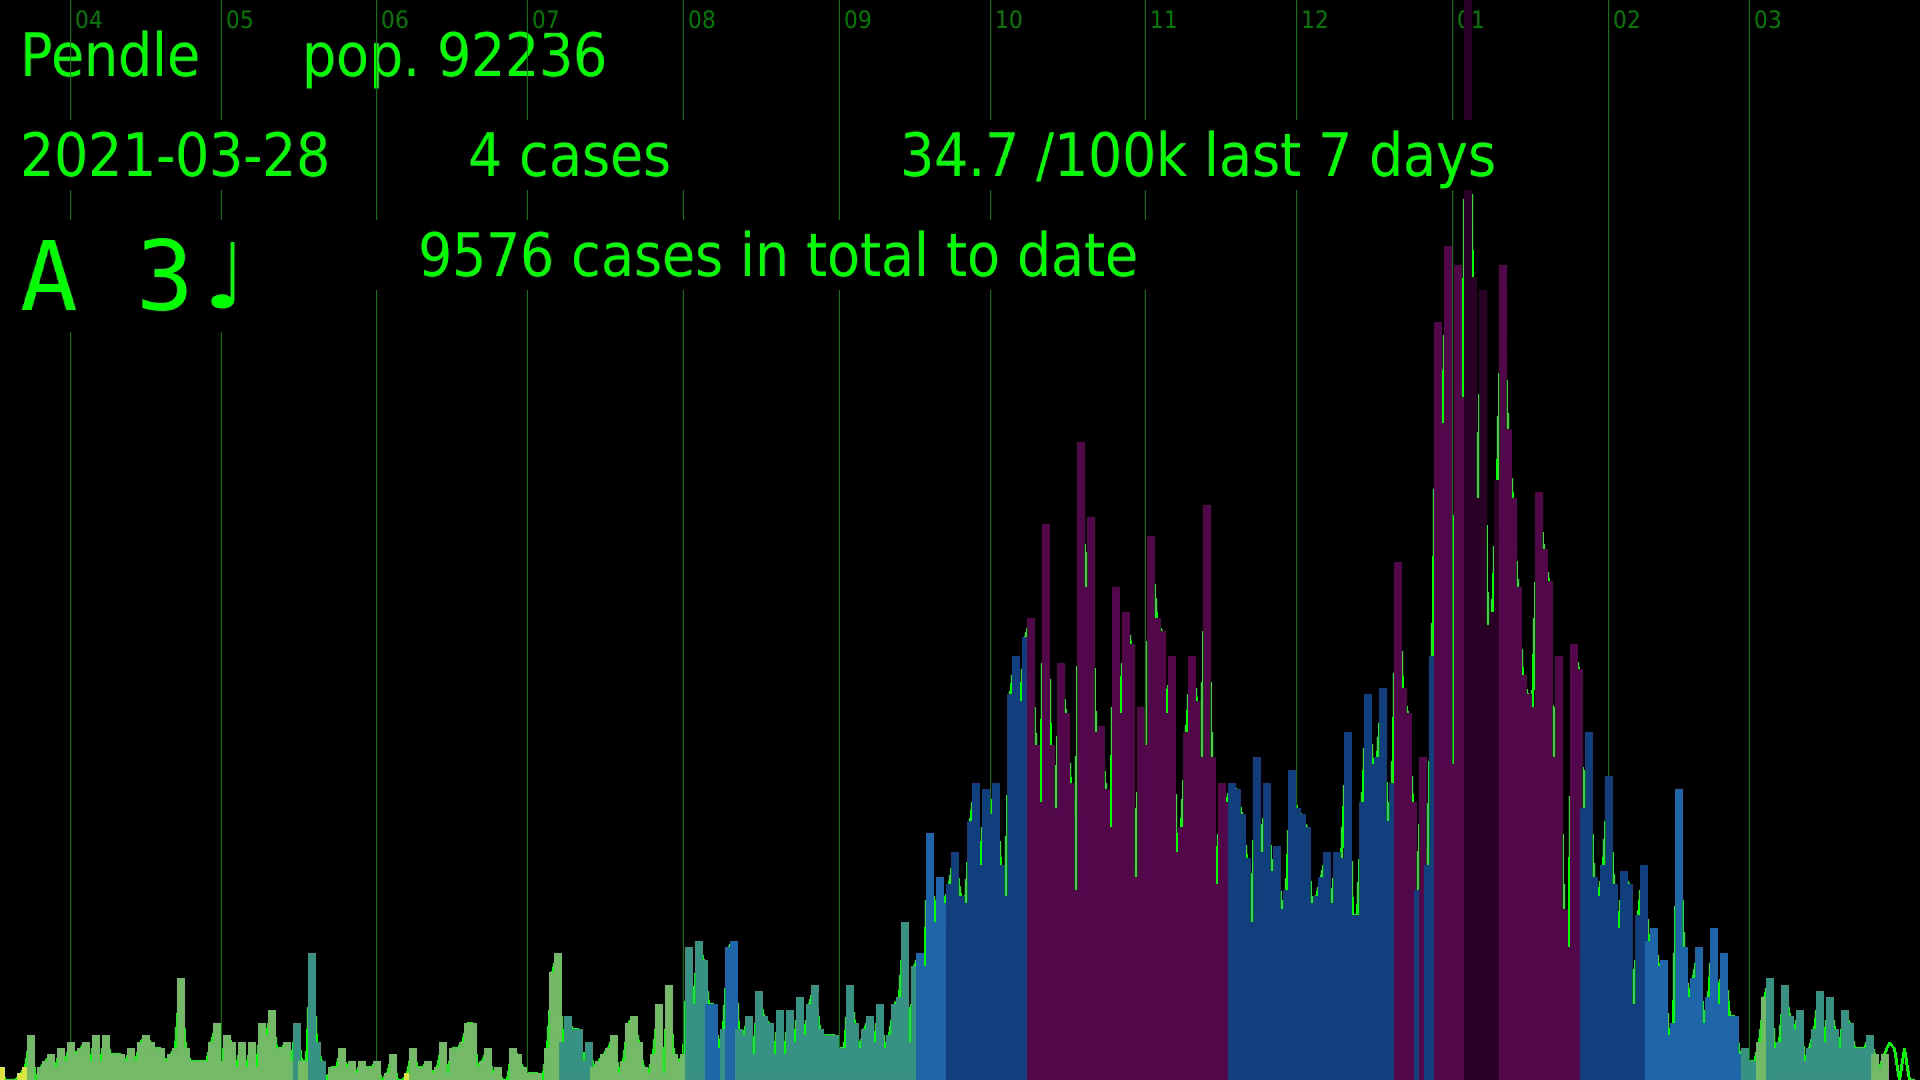 04 05 06 07 08 09 10 11 12 01 02 03
Pendle pop. 92236
2021-03-28 4 cases 34.7 /100k last 7 days
A 3♩ 9576 cases in total to date